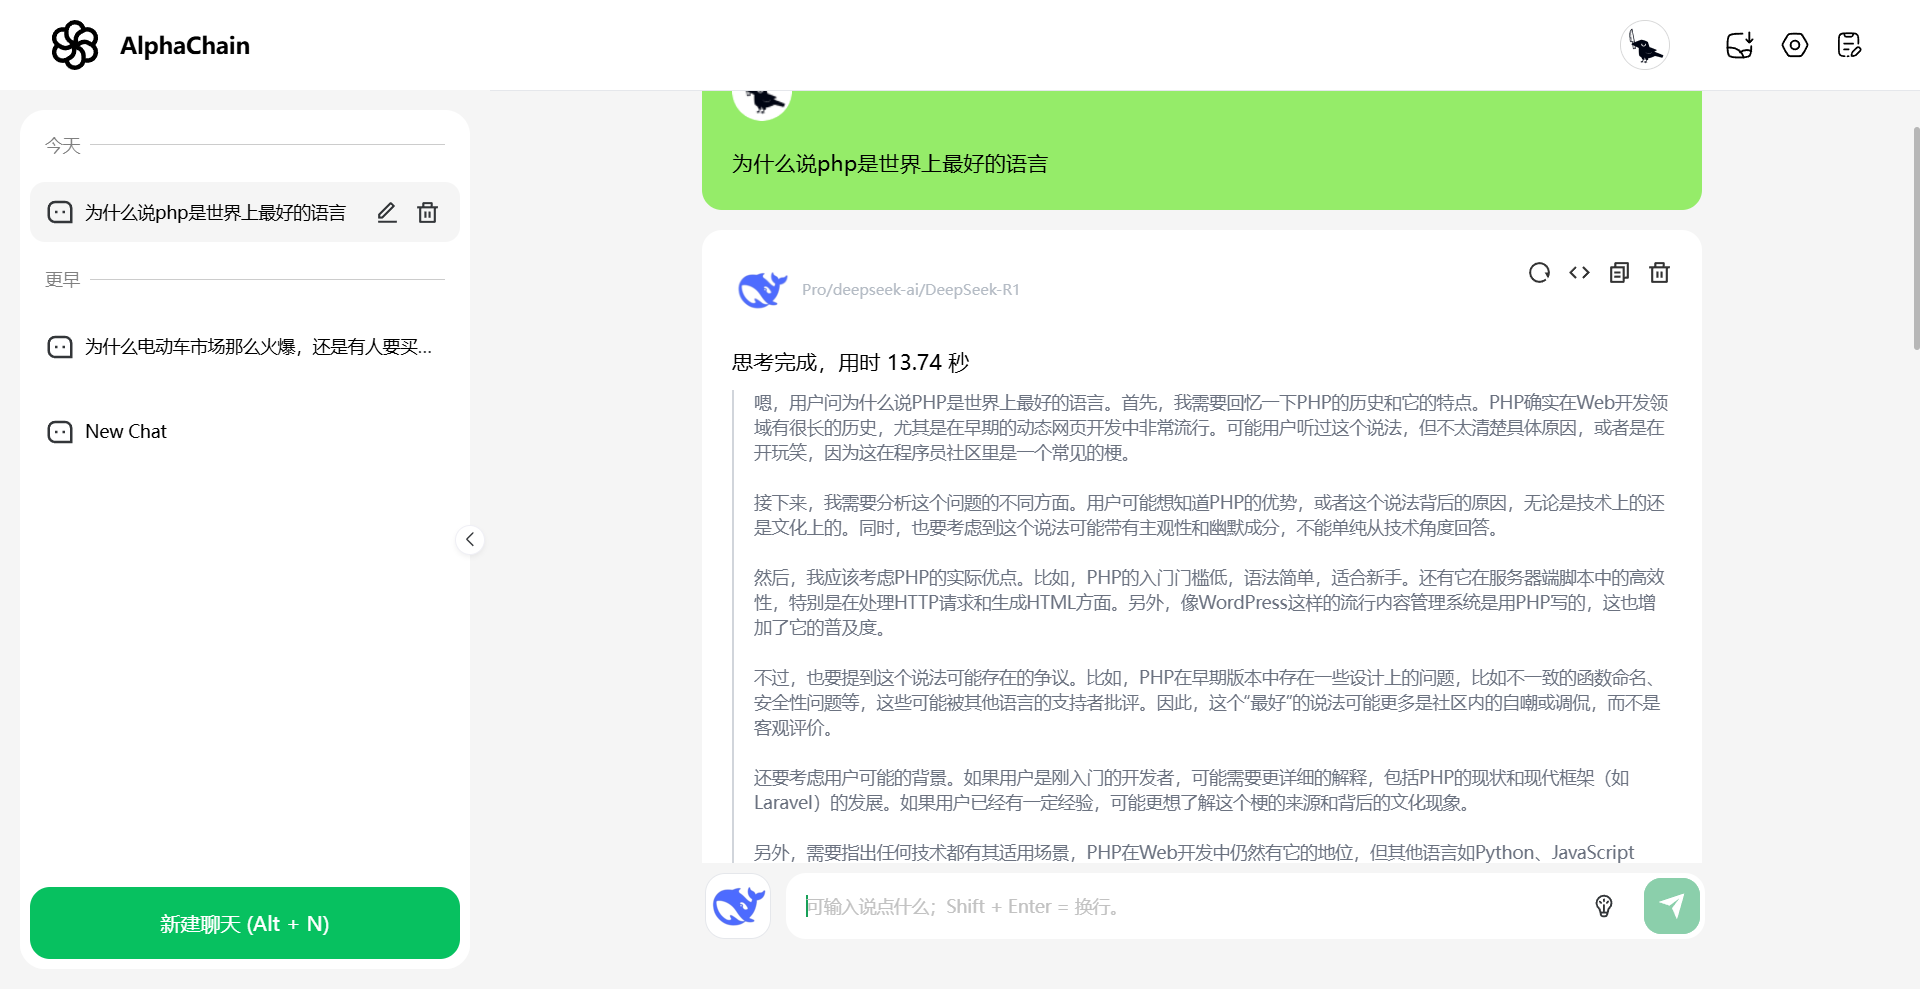 AlphaChain
今天
为什么说php是世界上最好的语言
更早
为什么电动车市场那么火爆，还是有人要买...
New Chat
新建聊天 (Alt + N)
为什么说php是世界上最好的语言
Pro/deepseek-ai/DeepSeek-R1
思考完成，用时 13.74 秒
嗯，用户问为什么说PHP是世界上最好的语言。首先，我需要回忆一下PHP的历史和它的特点。PHP确实在Web开发领
域有很长的历史，尤其是在早期的动态网页开发中非常流行。可能用户听过这个说法，但不太清楚具体原因，或者是在
开玩笑，因为这在程序员社区里是一个常见的梗。
接下来，我需要分析这个问题的不同方面。用户可能想知道PHP的优势，或者这个说法背后的原因，无论是技术上的还
是文化上的。同时，也要考虑到这个说法可能带有主观性和幽默成分，不能单纯从技术角度回答。
然后，我应该考虑PHP的实际优点。比如，PHP的入门门槛低，语法简单，适合新手。还有它在服务器端脚本中的高效
性，特别是在处理HTTP请求和生成HTML方面。另外，像WordPress这样的流行内容管理系统是用PHP写的，这也增
加了它的普及度。
不过，也要提到这个说法可能存在的争议。比如，PHP在早期版本中存在一些设计上的问题，比如不一致的函数命名、
安全性问题等，这些可能被其他语言的支持者批评。因此，这个“最好”的说法可能更多是社区内的自嘲或调侃，而不是
客观评价。
还要考虑用户可能的背景。如果用户是刚入门的开发者，可能需要更详细的解释，包括PHP的现状和现代框架（如
Laravel）的发展。如果用户已经有一定经验，可能更想了解这个梗的来源和背后的文化现象。
另外，需要指出任何技术都有其适用场景，PHP在Web开发中仍然有它的地位，但其他语言如Python、JavaScript
可输入说点什么；Shift + Enter = 换行。